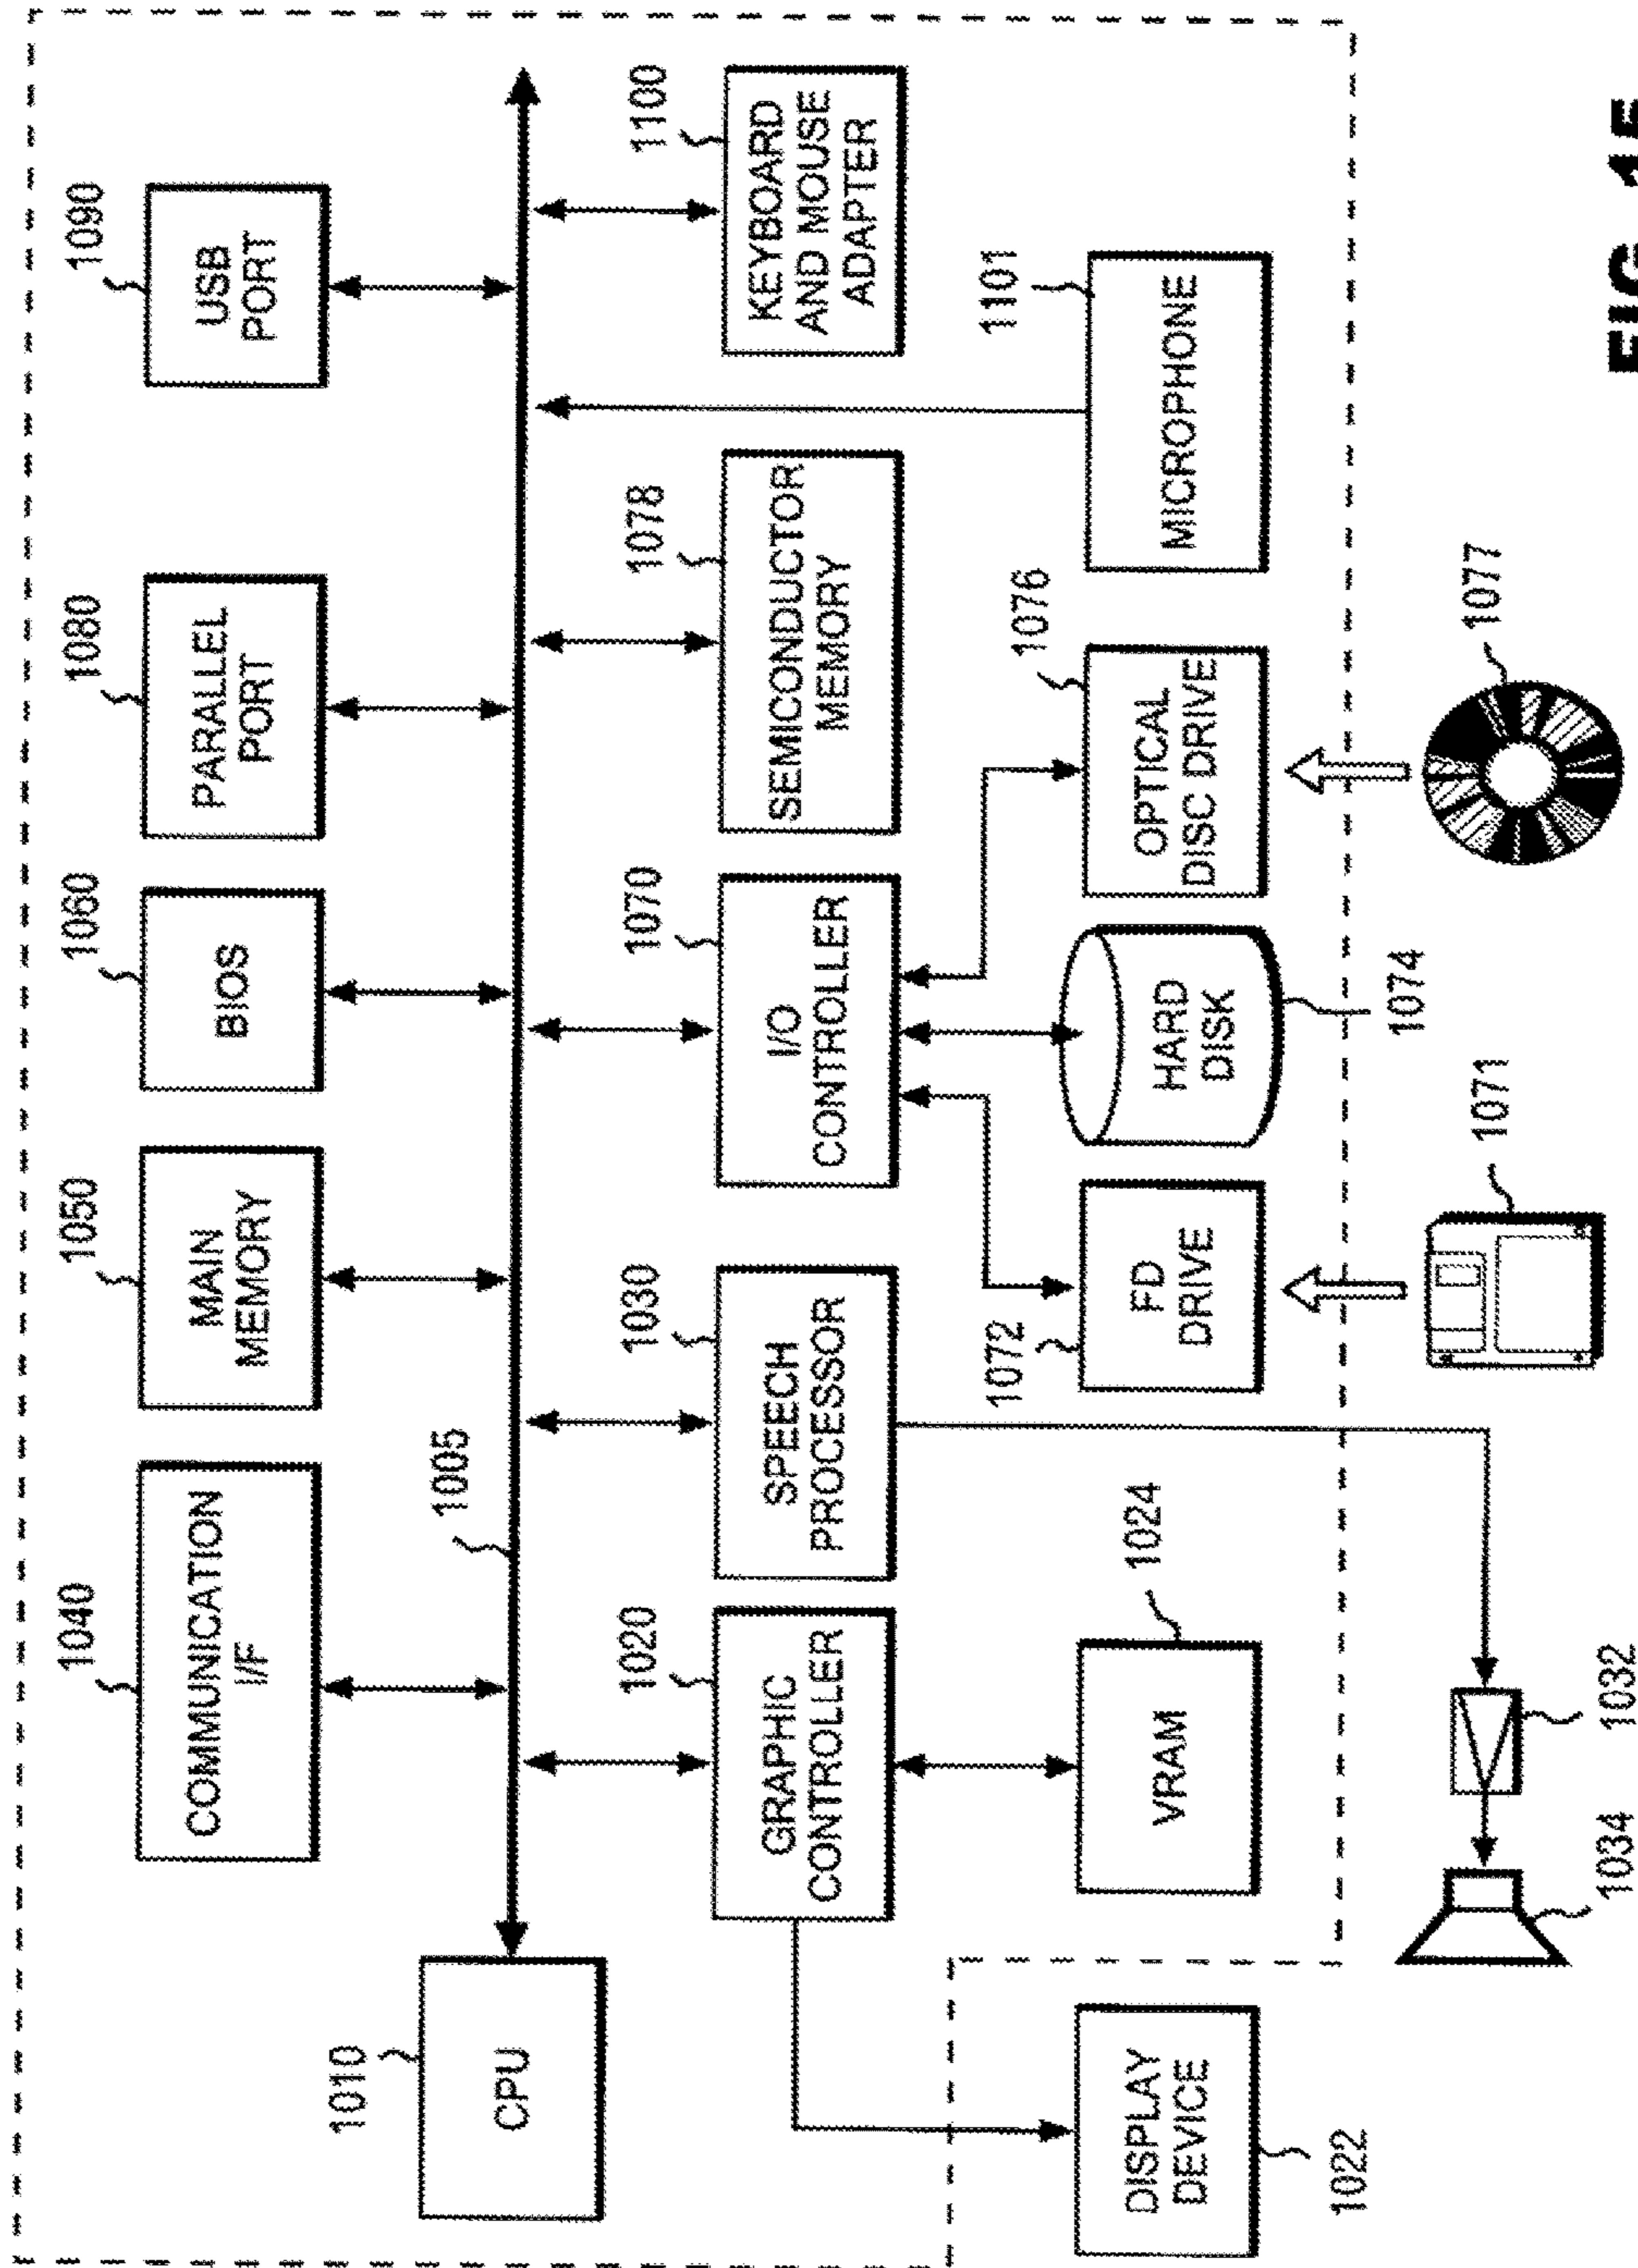 1040
COMMUNICATION
I/F
1050
MAIN
MEMORY
1060
BIOS
1080
PARALLEL
PORT
1090
USB
PORT
1010
CPU
1005
1020
GRAPHIC
CONTROLLER
1030
SPEECH
PROCESSOR
1070
I/O
CONTROLLER
1078
SEMICONDUCTOR
MEMORY
1100
KEYBOARD
AND MOUSE
ADAPTER
DISPLAY
DEVICE
1022
1024
VRAM
1072
FD
DRIVE
HARD
DISK
1074
1076
OPTICAL
DISC DRIVE
1101
MICROPHONE
1034
1032
1071
1077
FIG